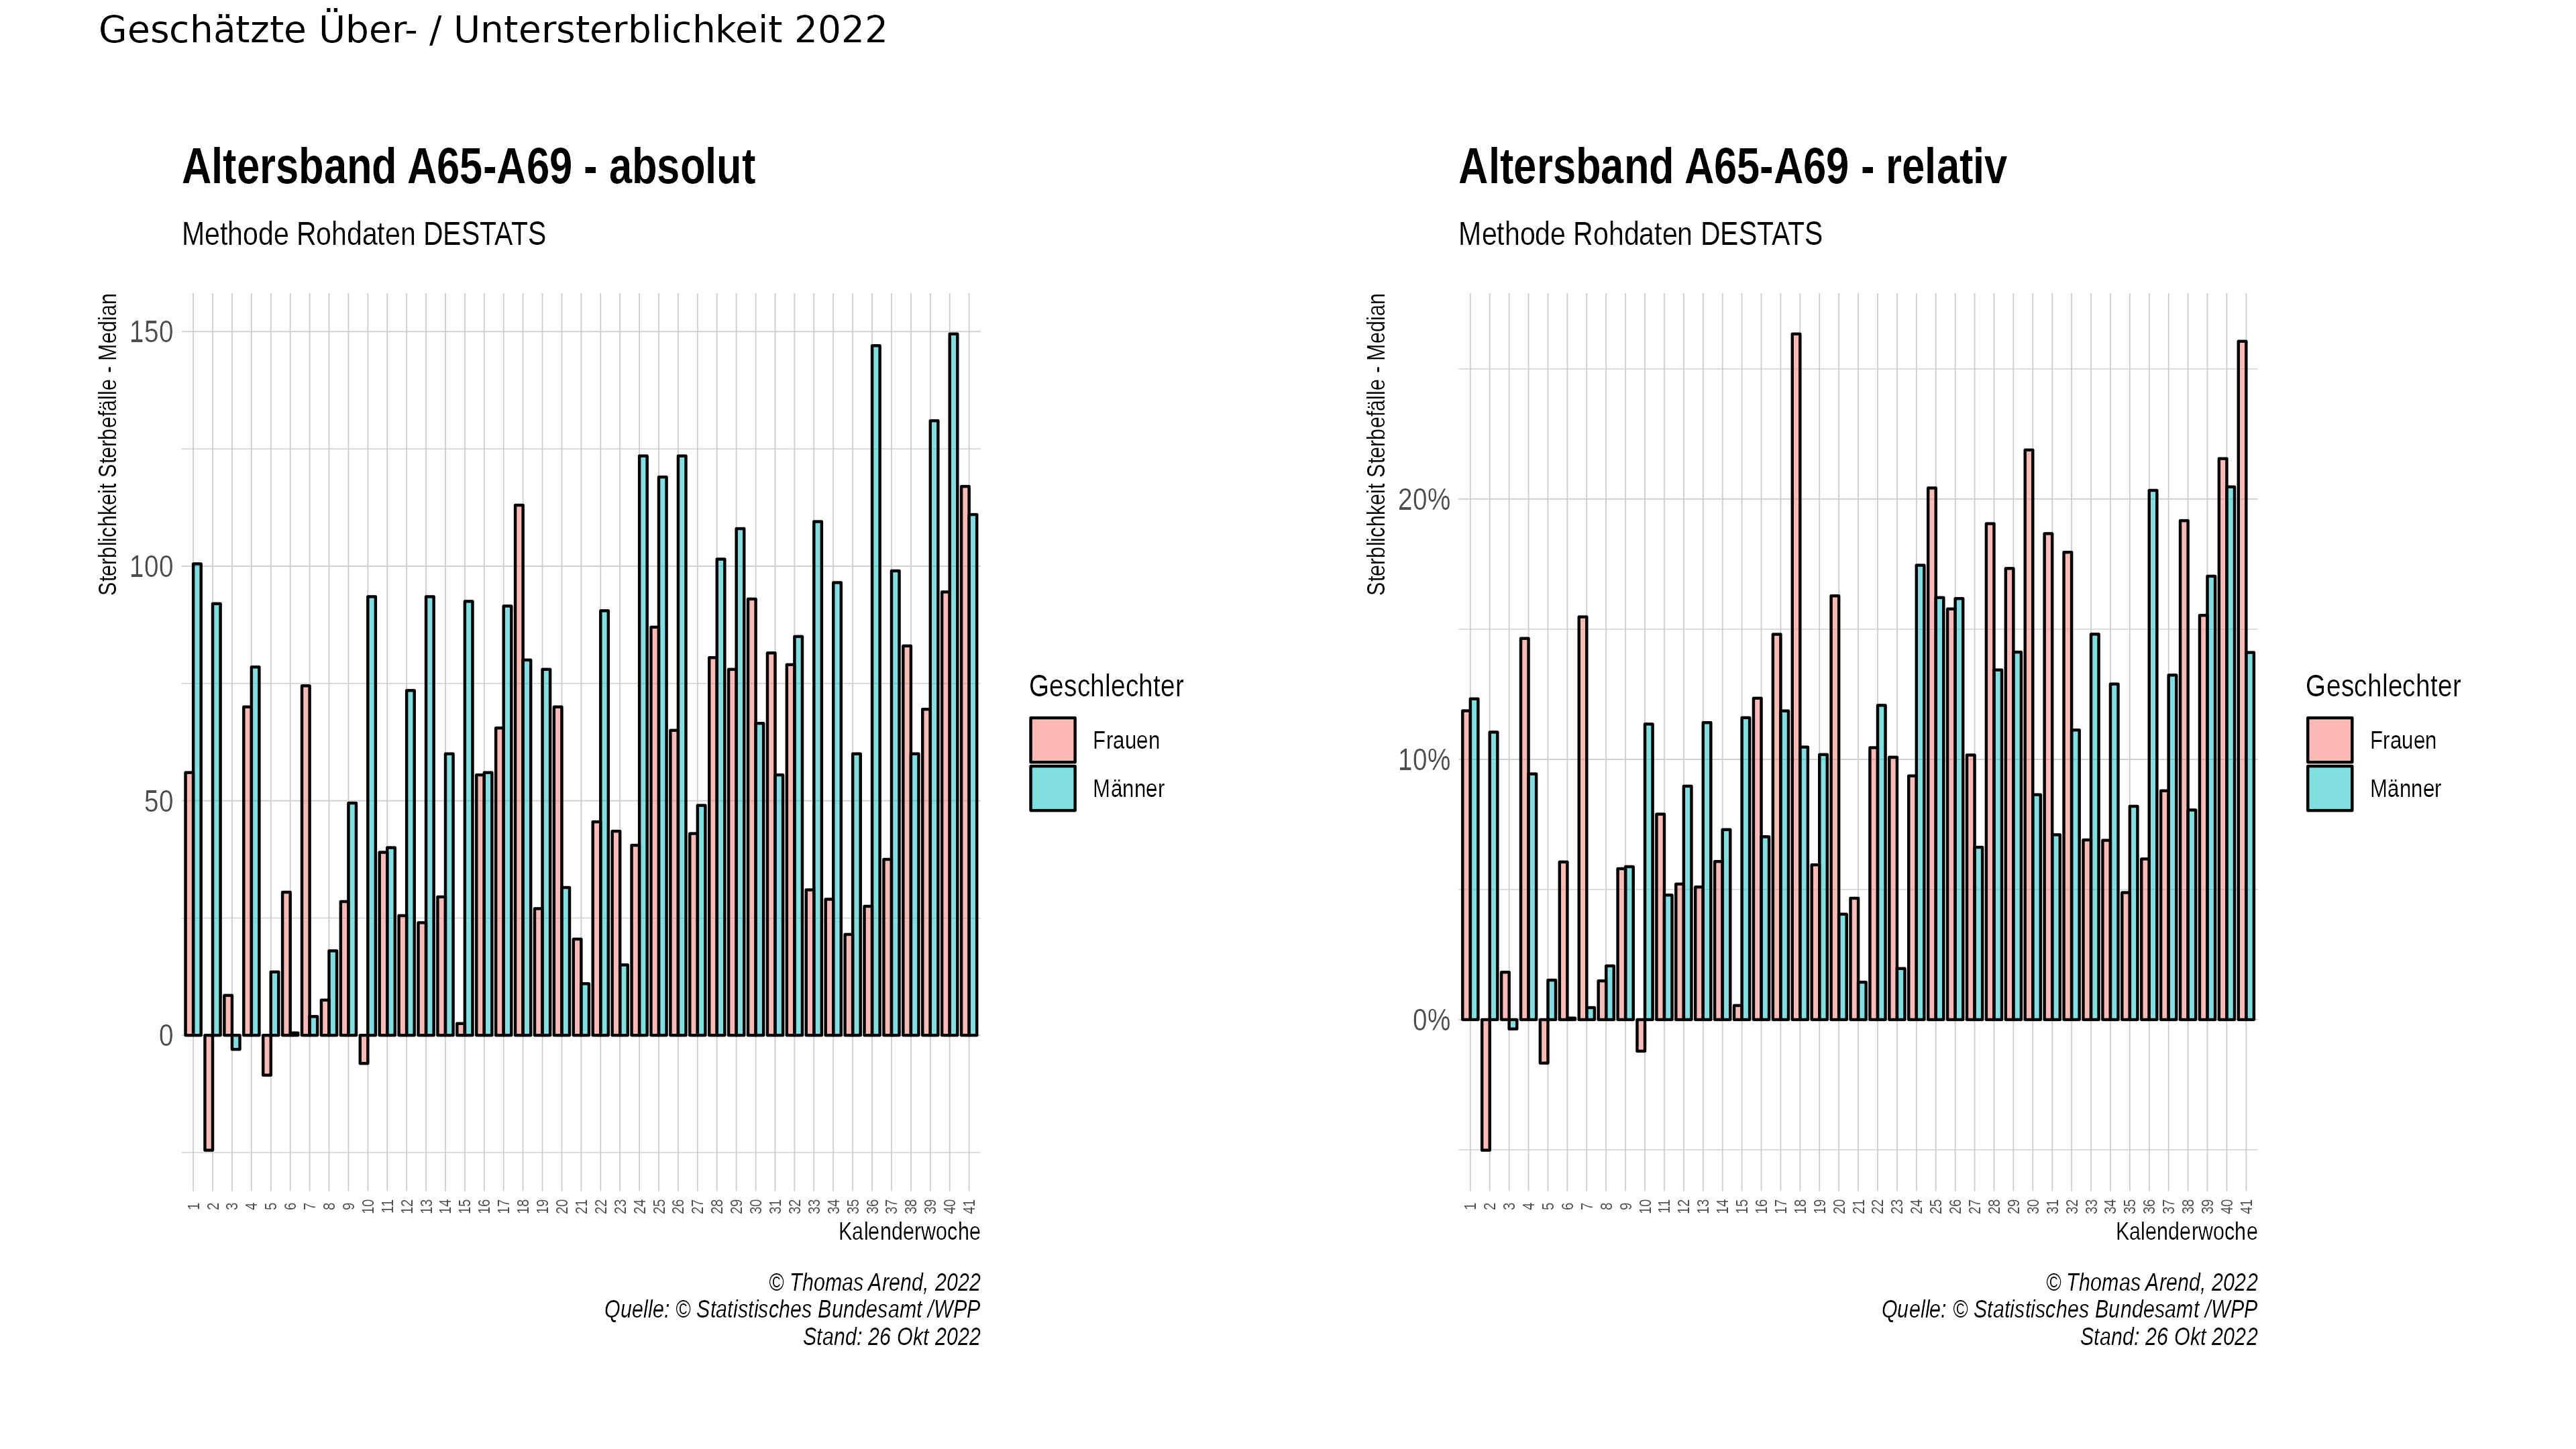 Geschätzte Über- / Untersterblichkeit 2022
Altersband A65-A69 - absolut
Methode Rohdaten DESTATS
Sterblichkeit Sterbefälle - Median
150
100
50
0
1 2 3 4 5 6 7 8 9 10 11 12 13 14 15 16 17 18 19 20 21 22 23 24 25 26 27 28 29 30 31 32 33 34 35 36 37 38 39 40 41
Kalenderwoche
Geschlechter
Frauen
Männer
© Thomas Arend, 2022
Quelle: © Statistisches Bundesamt /WPP
Stand: 26 Okt 2022
Altersband A65-A69 - relativ
Methode Rohdaten DESTATS
Sterblichkeit Sterbefälle - Median
20%
10%
0%
1 2 3 4 5 6 7 8 9 10 11 12 13 14 15 16 17 18 19 20 21 22 23 24 25 26 27 28 29 30 31 32 33 34 35 36 37 38 39 40 41
Kalenderwoche
Geschlechter
Frauen
Männer
© Thomas Arend, 2022
Quelle: © Statistisches Bundesamt /WPP
Stand: 26 Okt 2022